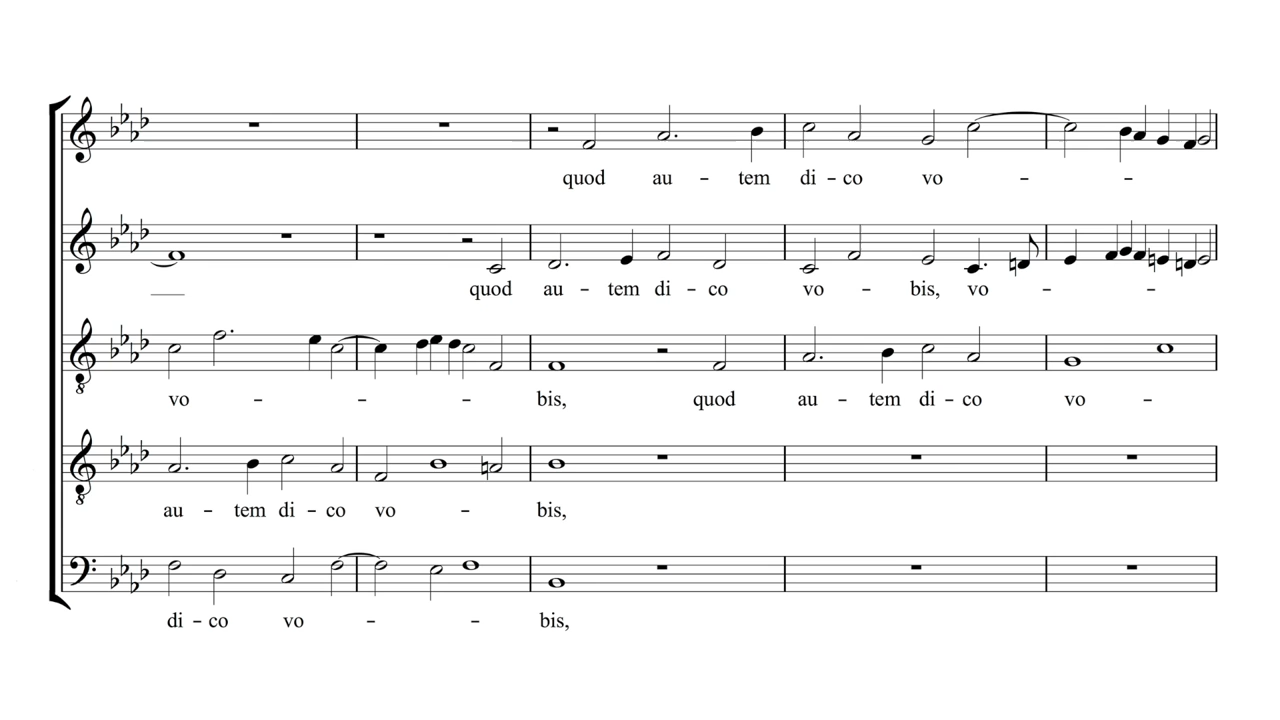 quod au – tem di – co vo – –
quod au – tem di – co vo – bis, vo – –
vo – – – bis, quod au – tem di – co vo –
au – tem di – co vo – bis,
di – co vo – – bis,